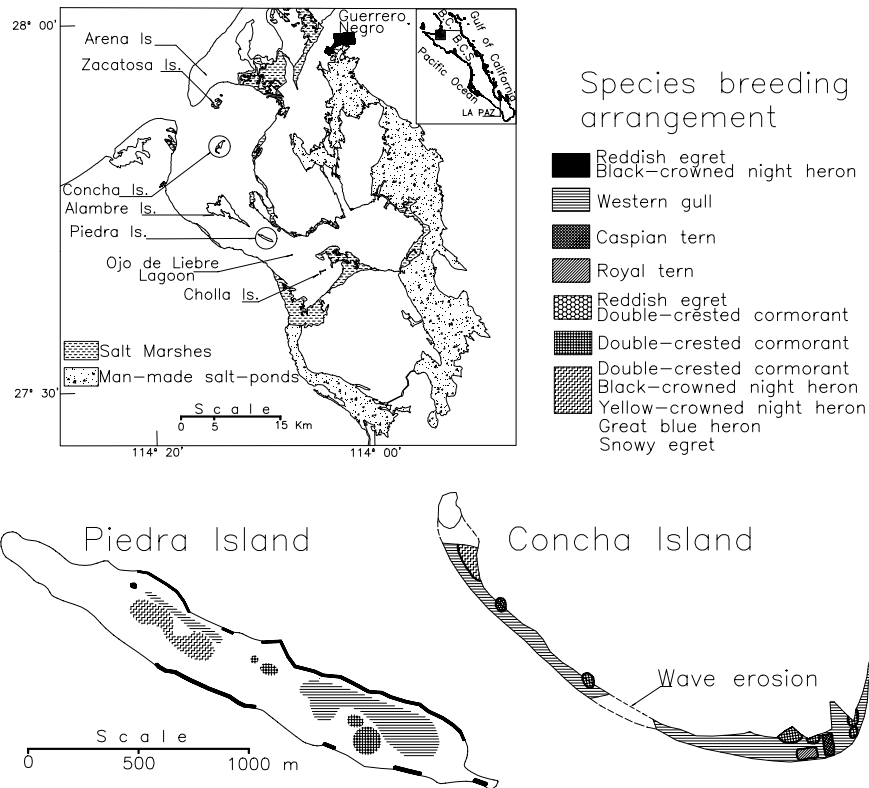 28° 00'
Arena Is
Zacatosa Is.
Guerrero
Negro
B.C.
B.C.S.
Gulf of California
Pacific Ocean
LA PAZ
Concha Is.
Alambre Is.
Piedra Is.
Ojo de Liebre
Lagoon
Cholla Is.
Salt Marshes
Man-made salt-ponds
27° 30'
Scale
0 5 15 Km
114° 20' 114° 00'
Species breeding
arrangement
Reddish egret
Black-crowned night heron
Western gull
Caspian tern
Royal tern
Reddish egret
Double-crested cormorant
Double-crested cormorant
Double-crested cormorant
Black-crowned night heron
Yellow-crowned night heron
Great blue heron
Snowy egret
Piedra Island
Concha Island
Wave erosion
Scale
0 500 1000 m